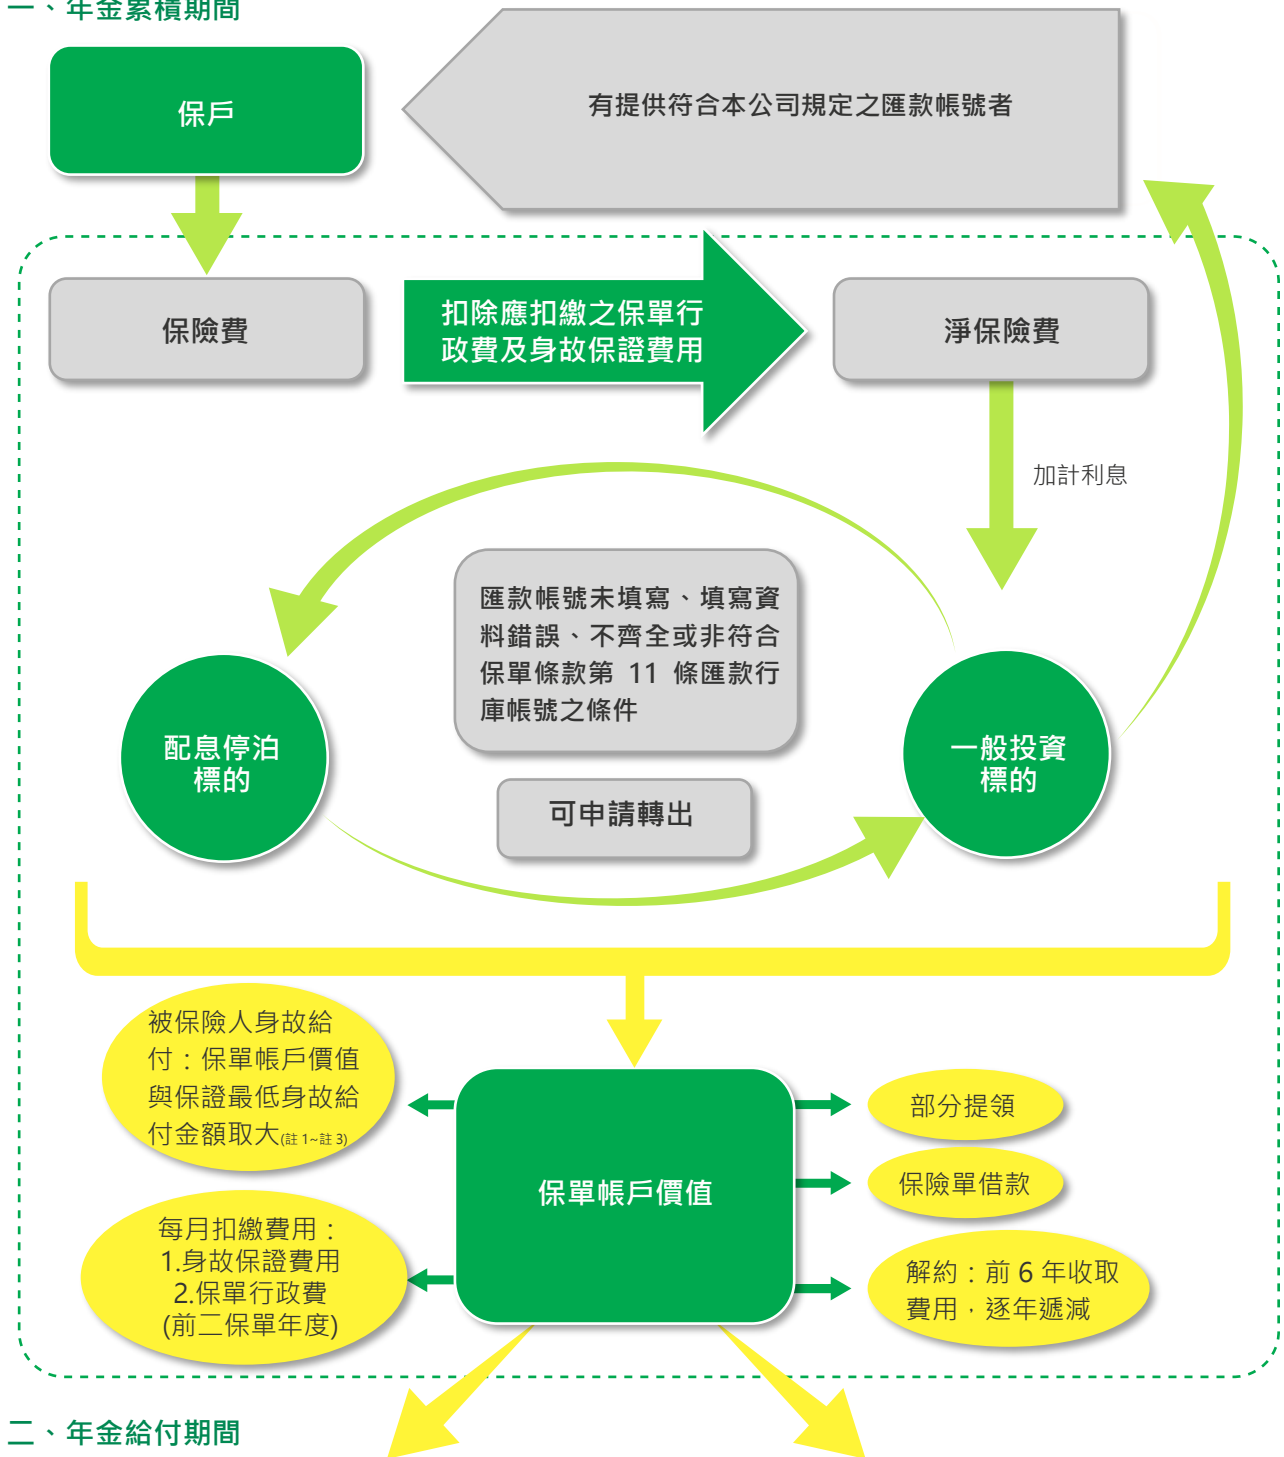 一、年金累積期間
保戶
有提供符合本公司規定之匯款帳號者
保險費
扣除應扣繳之保單行
政費及身故保證費用
淨保險費
加計利息
匯款帳號未填寫、填寫資
料錯誤、不齊全或非符合
保單條款第 11 條匯款行
庫帳號之條件
配息停泊
標的
一般投資
標的
可申請轉出
被保險人身故給
付：保單帳戶價值
與保證最低身故給
付金額取大(註 1~註 3)
部分提領
保單帳戶價值
保險單借款
每月扣繳費用：
1.身故保證費用
2.保單行政費
(前二保單年度)
解約：前 6 年收取
費用，逐年遞減
二、年金給付期間